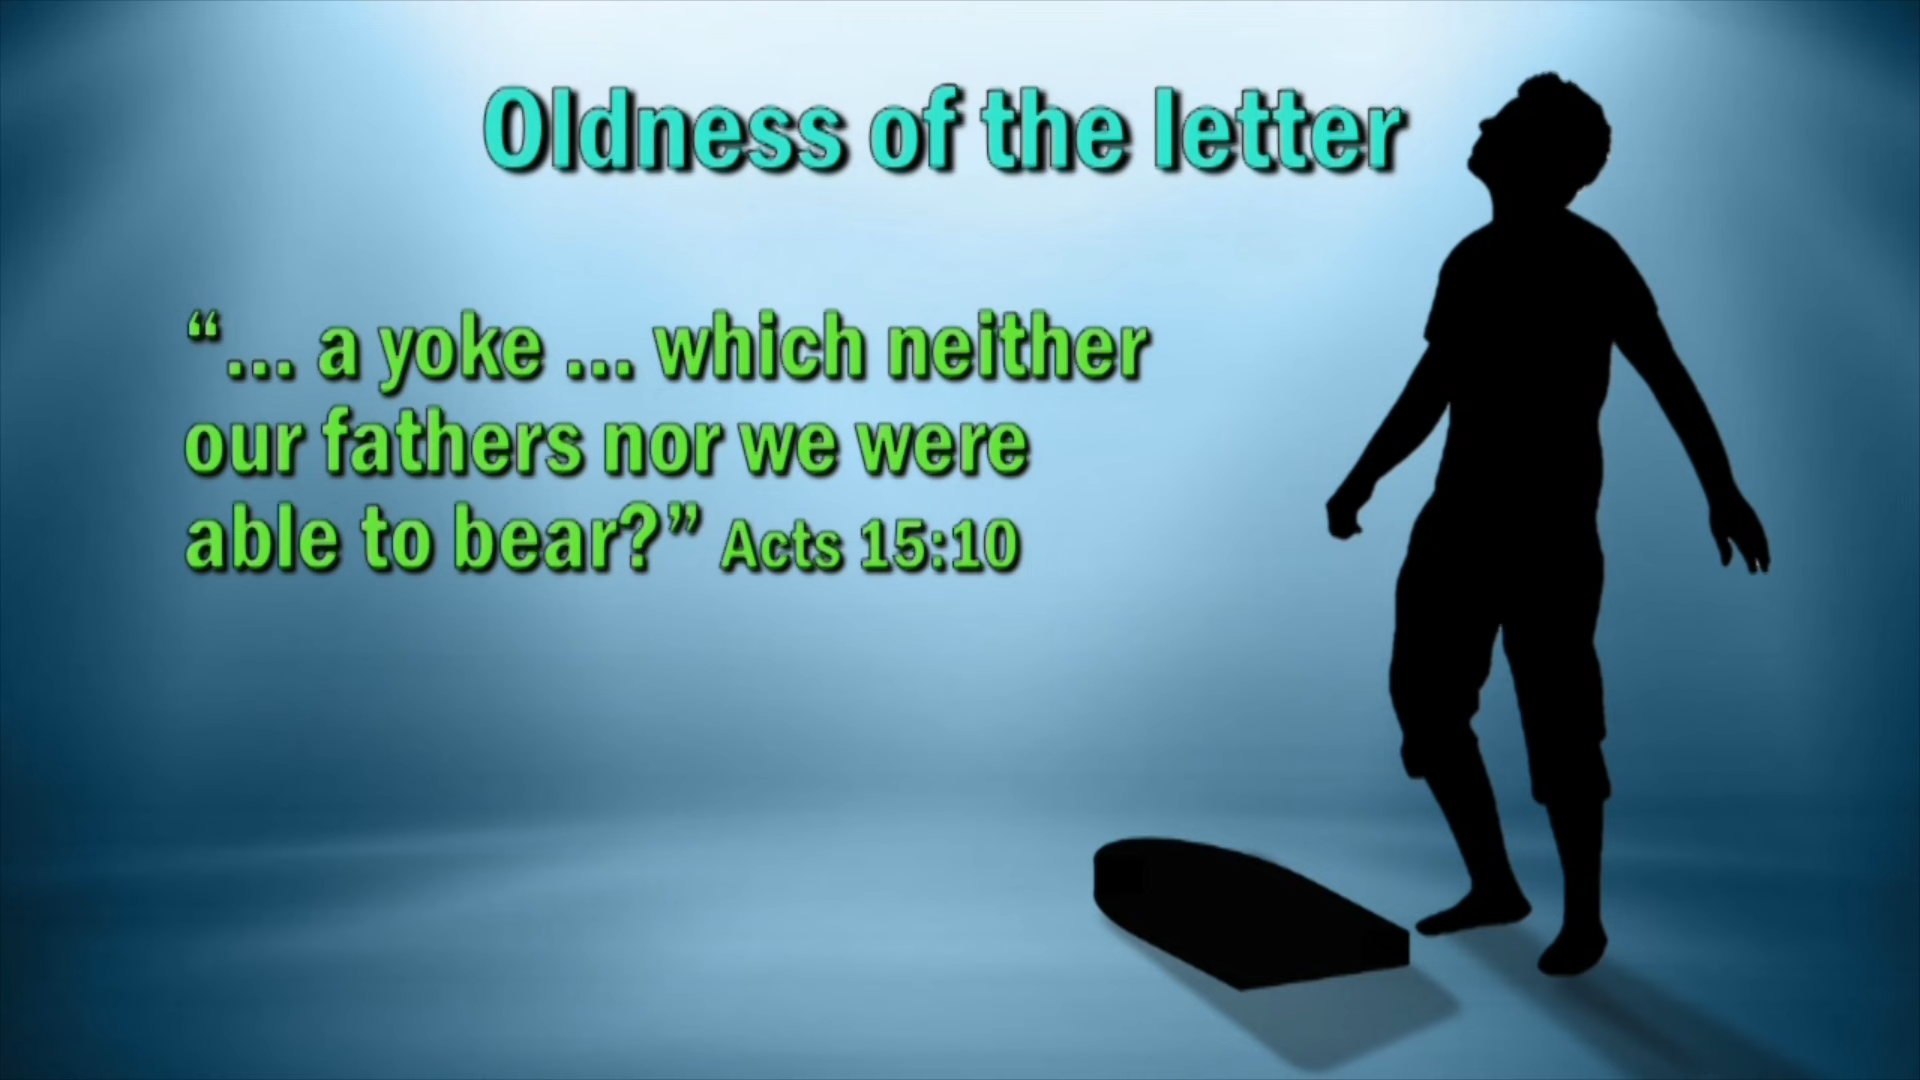 Oldness of the letter
“... a yoke ... which neither
our fathers nor we were
able to bear?” Acts 15:10